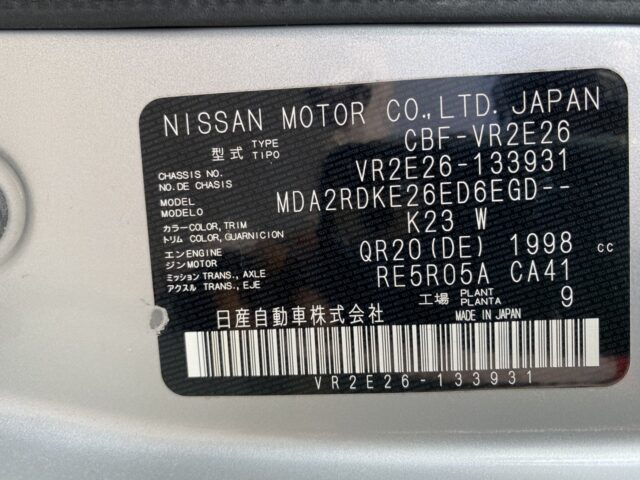 NISSAN MOTOR CO.,LTD. JAPAN
型式 TYPE TIPO CBF-VR2E26
CHASSIS NO. NO.DE CHASIS VR2E26-133931
MODEL MODELO MDA2RDKE26ED6EGD--
カラー COLOR, TRIM トリム COLOR, GUARNICION K23 W
エンジン ENGINE MOTOR QR20(DE) 1998 cc
ミッション TRANS., AXLE アクスル TRANS., EJE RE5R05A CA41
工場 PLANT PLANTA 9
日産自動車株式会社 MADE IN JAPAN
VR2E26-133931